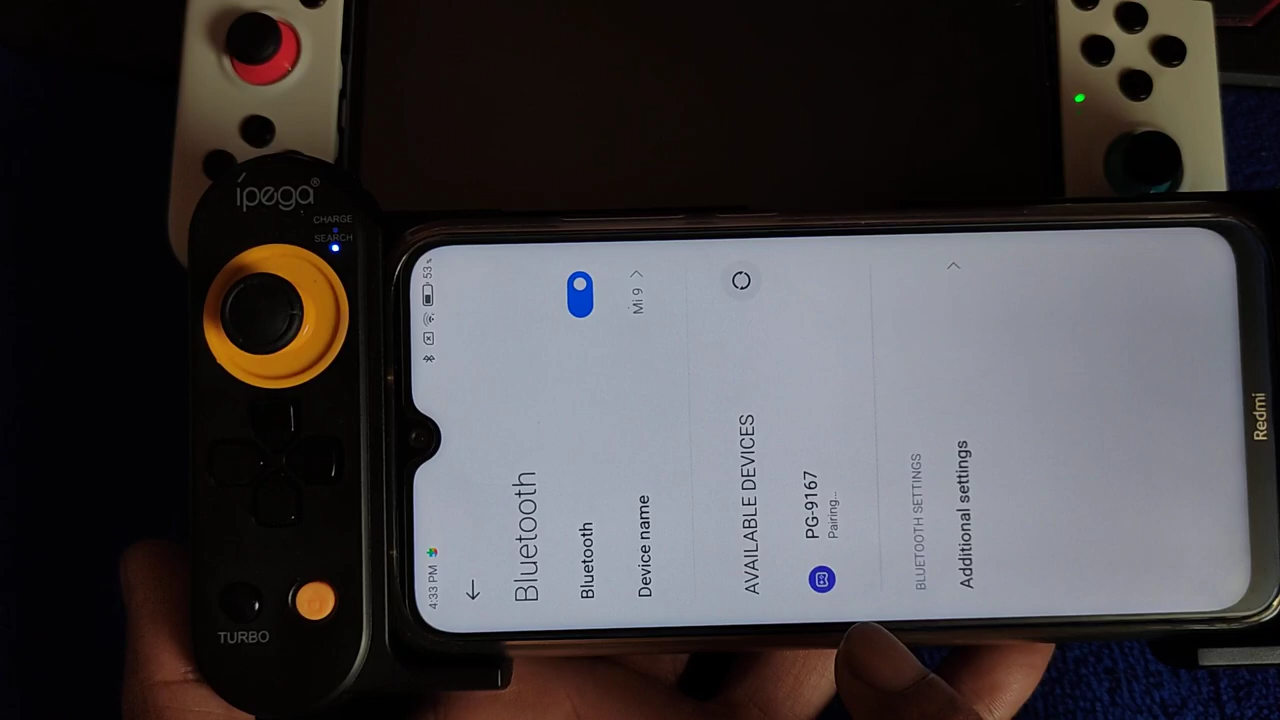 ípega®
CHARGE
SEARCH
TURBO
4:33 PM
53%
Bluetooth
Bluetooth
Device name
Mi 9
AVAILABLE DEVICES
PG-9167
Pairing...
BLUETOOTH SETTINGS
Additional settings
Redmi